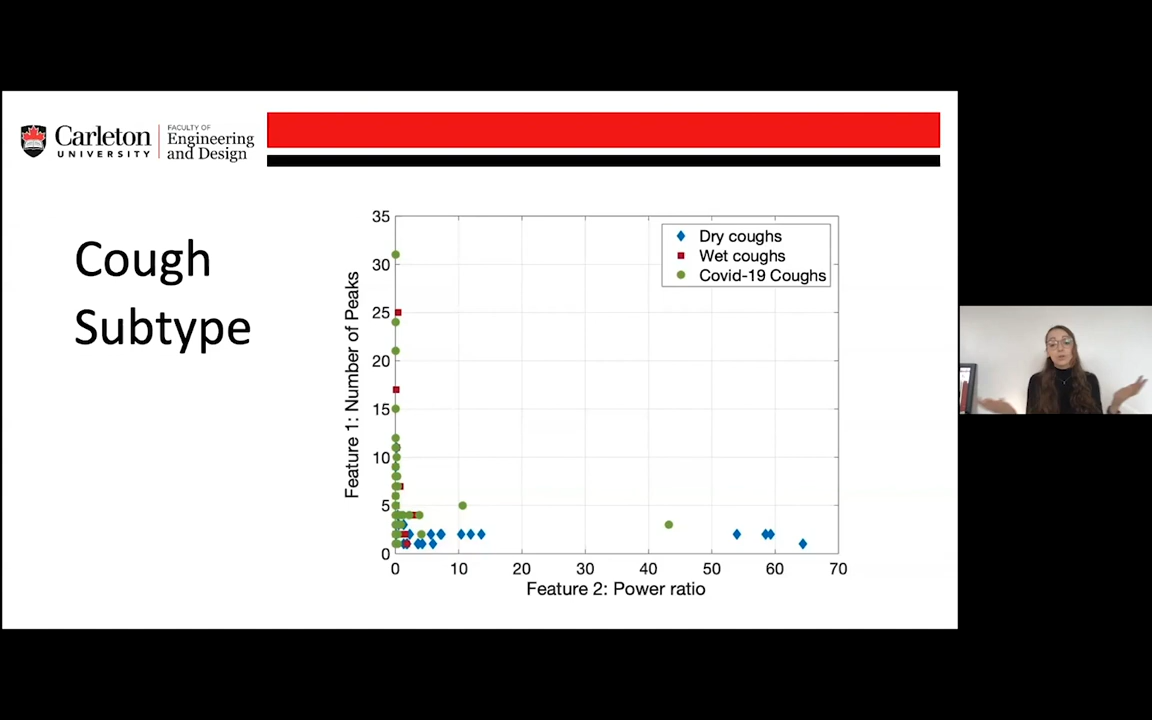 Carleton
UNIVERSITY
FACULTY OF
Engineering
and Design
Cough
Subtype
35
30
25
20
15
10
5
0
Feature 1: Number of Peaks
Dry coughs
Wet coughs
Covid-19 Coughs
0 10 20 30 40 50 60 70
Feature 2: Power ratio